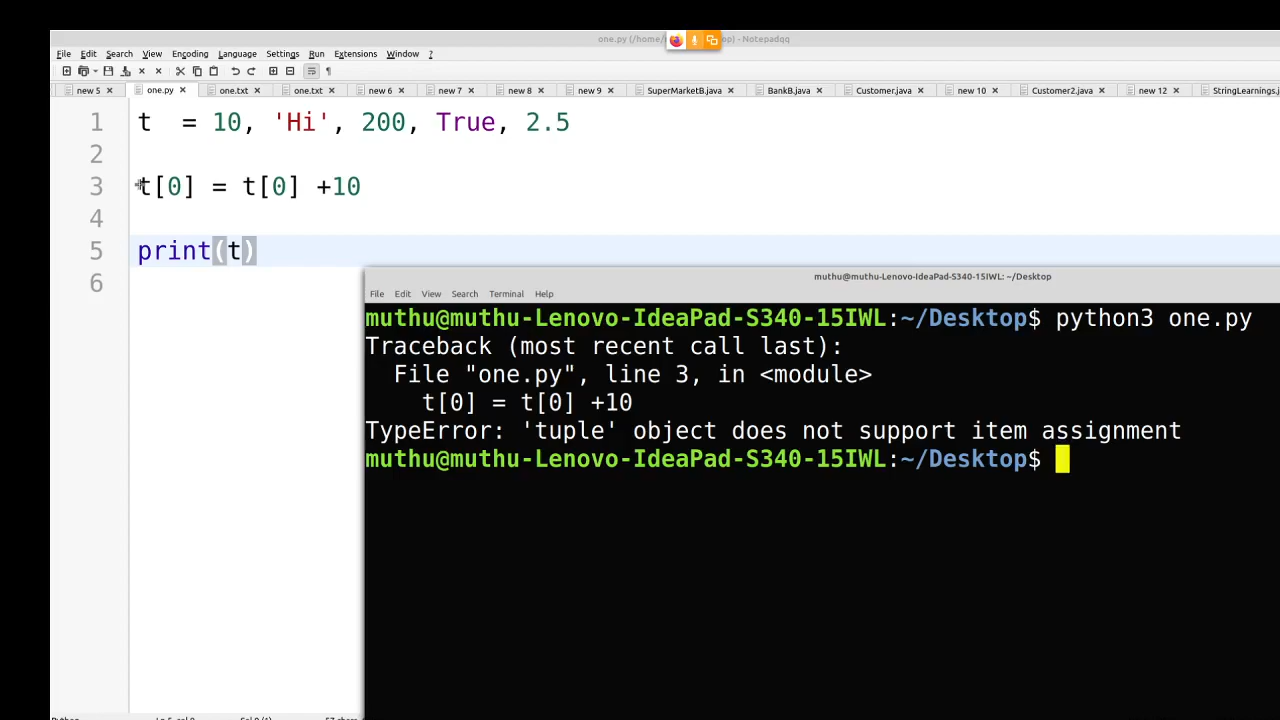 one.py (/home/ op) - Notepadqq
File Edit Search View Encoding Language Settings Run Extensions Window ?
new 5 one.py one.txt one.txt new 6 new 7 new 8 new 9 SuperMarketB.java BankB.java Customer.java new 10 Customer2.java new 12 StringLearnings.j
1 t = 10, 'Hi', 200, True, 2.5
2
3 t[0] = t[0] +10
4
5 print(t)
6
muthu@muthu-Lenovo-IdeaPad-S340-15IWL: ~/Desktop
File Edit View Search Terminal Help
muthu@muthu-Lenovo-IdeaPad-S340-15IWL:~/Desktop$ python3 one.py
Traceback (most recent call last):
File "one.py", line 3, in <module>
t[0] = t[0] +10
TypeError: 'tuple' object does not support item assignment
muthu@muthu-Lenovo-IdeaPad-S340-15IWL:~/Desktop$